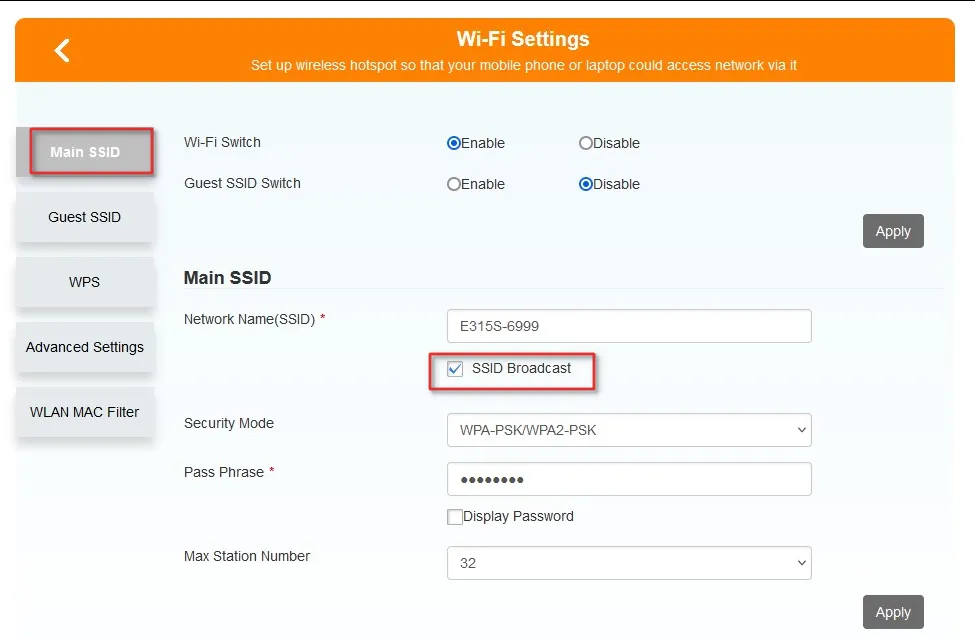 Wi-Fi Settings
Set up wireless hotspot so that your mobile phone or laptop could access network via it
Main SSID
Guest SSID
WPS
Advanced Settings
WLAN MAC Filter
Wi-Fi Switch Enable Disable
Guest SSID Switch Enable Disable
Apply
Main SSID
Network Name(SSID) * E315S-6999
SSID Broadcast
Security Mode WPA-PSK/WPA2-PSK
Pass Phrase * ••••••••
Display Password
Max Station Number 32
Apply